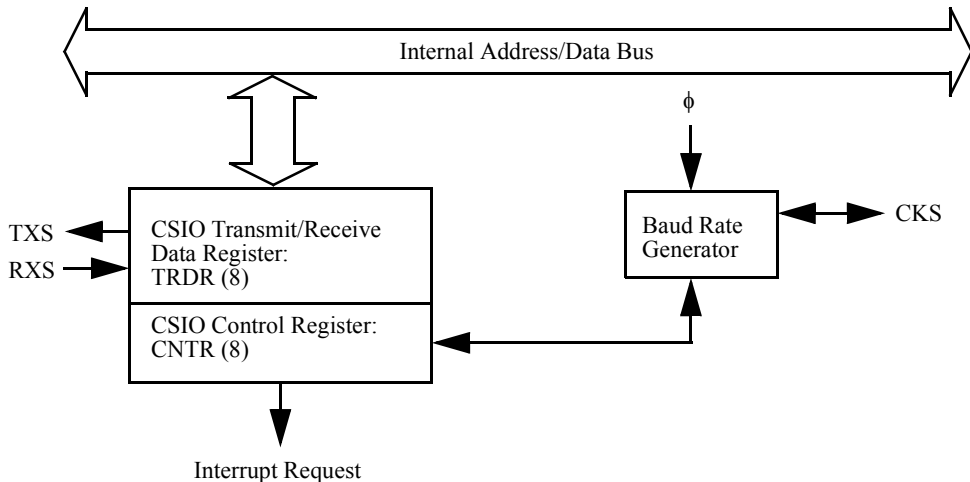 Internal Address/Data Bus
ϕ
TXS
RXS
CSIO Transmit/Receive
Data Register:
TRDR (8)
CSIO Control Register:
CNTR (8)
Baud Rate
Generator
CKS
Interrupt Request